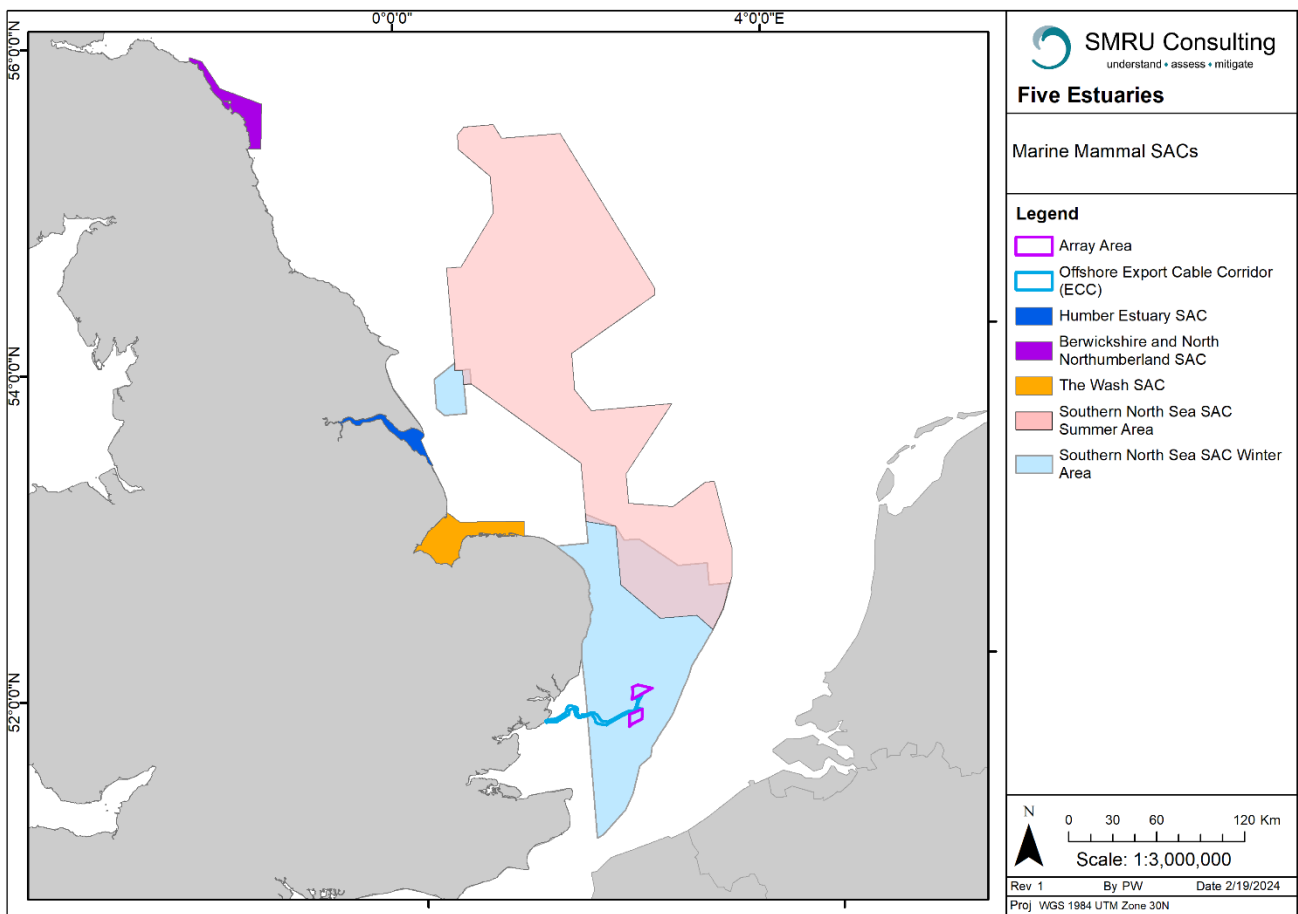 0°0'0"
4°0'0"E
56°0'0"N
54°0'0"N
52°0'0"N
SMRU Consulting
understand • assess • mitigate
Five Estuaries
Marine Mammal SACs
Legend
Array Area
Offshore Export Cable Corridor
(ECC)
Humber Estuary SAC
Berwickshire and North
Northumberland SAC
The Wash SAC
Southern North Sea SAC
Summer Area
Southern North Sea SAC Winter
Area
N
0 30 60 120 Km
Scale: 1:3,000,000
Rev 1 By PW Date 2/19/2024
Proj WGS 1984 UTM Zone 30N